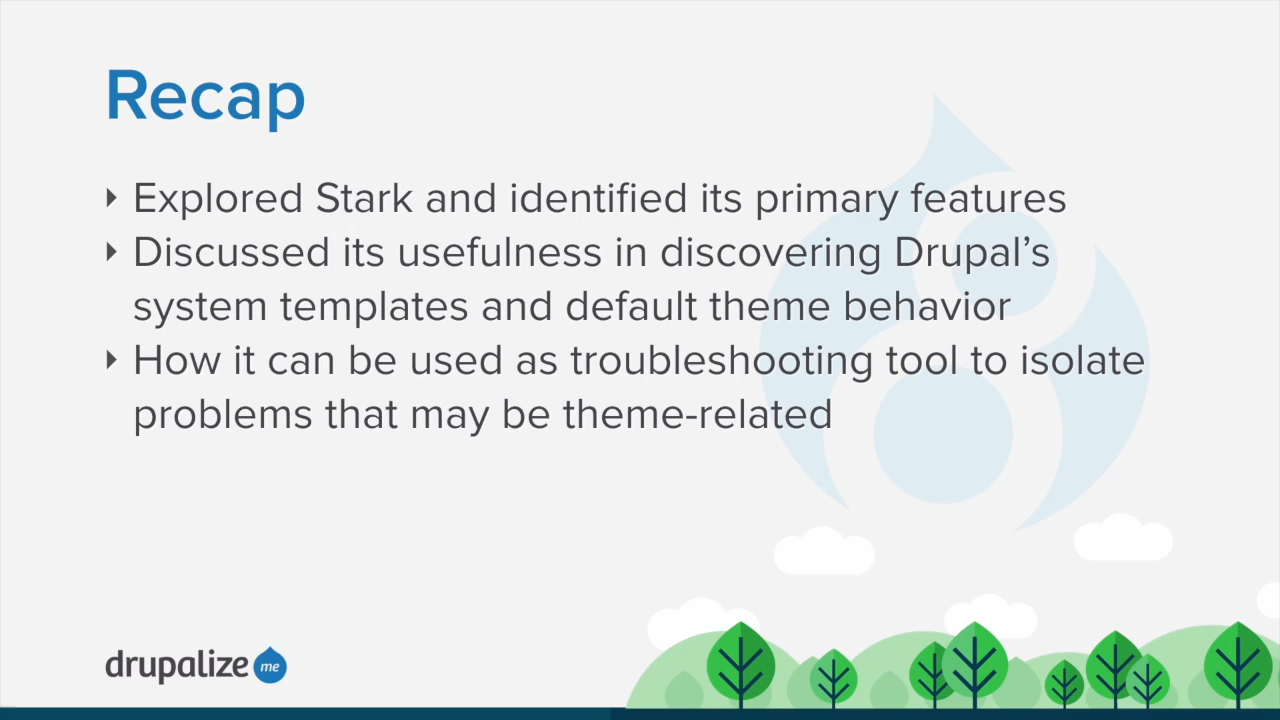 Recap
Explored Stark and identified its primary features
Discussed its usefulness in discovering Drupal’s
system templates and default theme behavior
How it can be used as troubleshooting tool to isolate
problems that may be theme-related
drupalize me